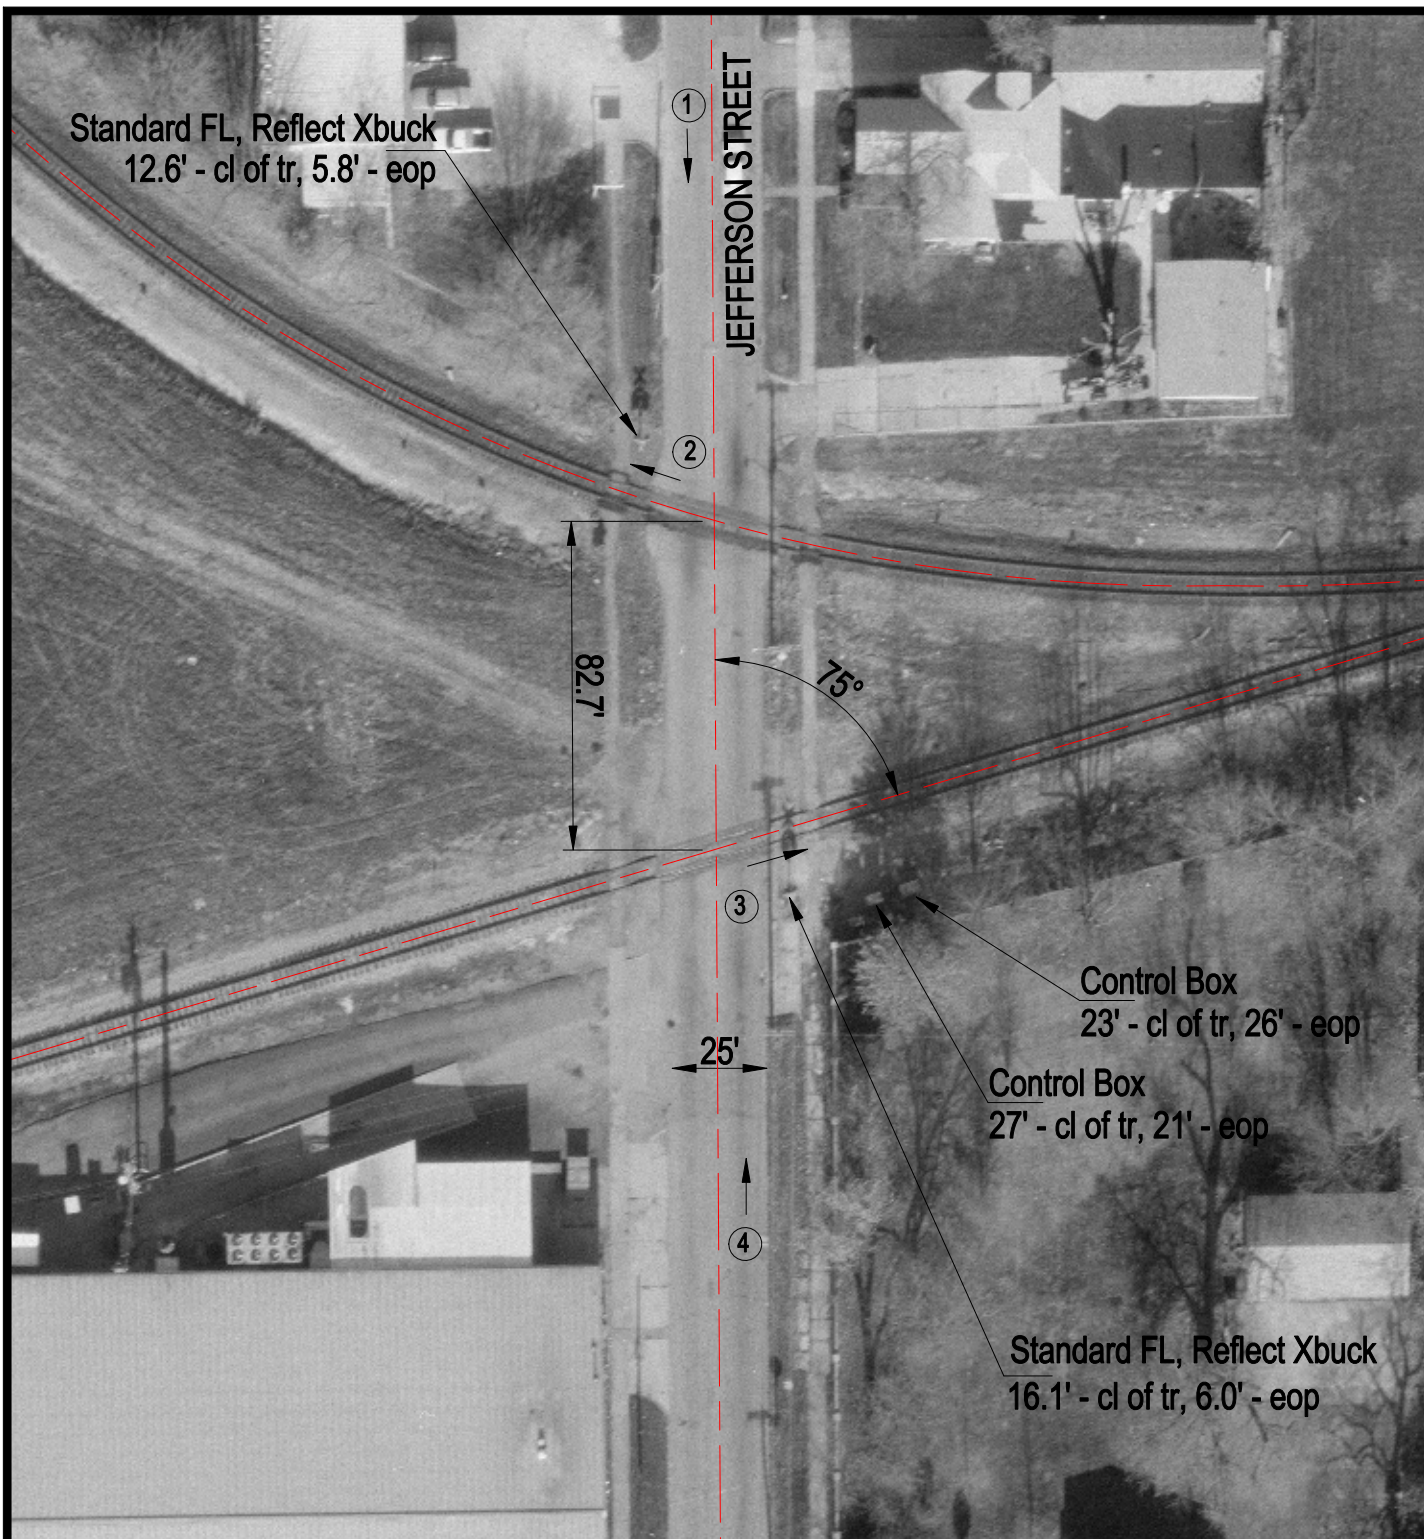 1
JEFFERSON STREET
Standard FL, Reflect Xbuck
12.6' - cl of tr, 5.8' - eop
2
82.7'
75°
3
Control Box
23' - cl of tr, 26' - eop
25'
Control Box
27' - cl of tr, 21' - eop
4
Standard FL, Reflect Xbuck
16.1' - cl of tr, 6.0' - eop